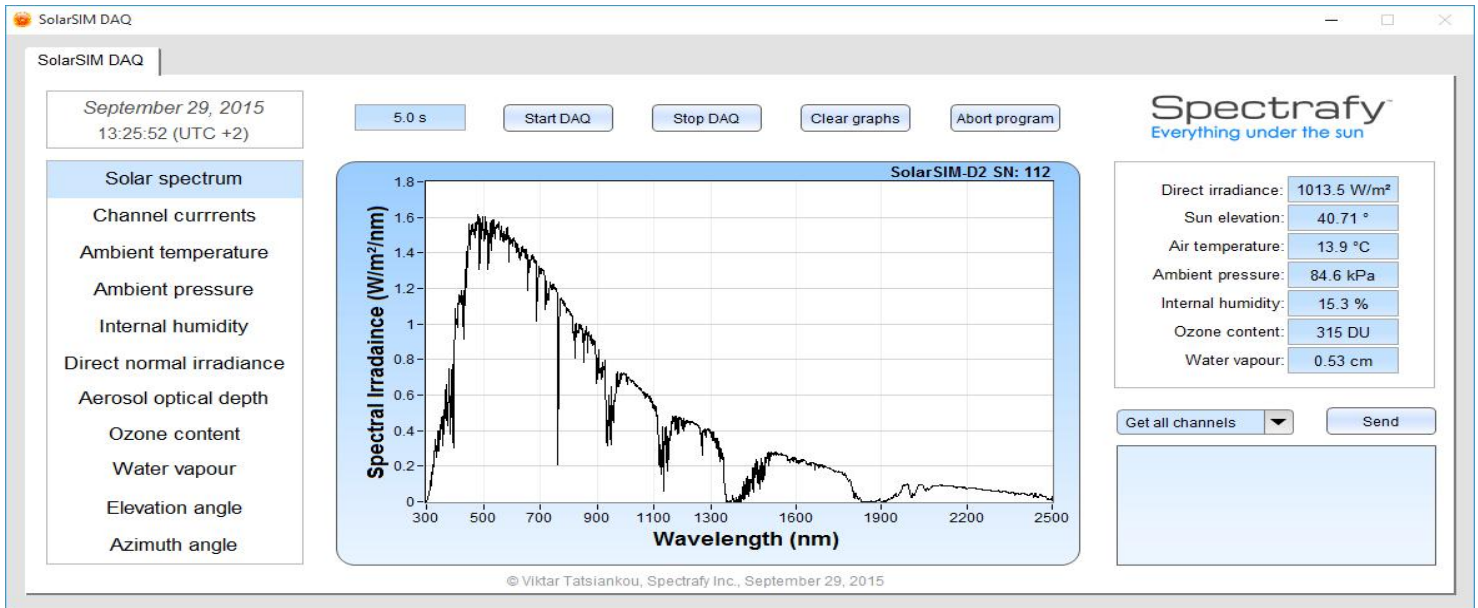 SolarSIM DAQ
SolarSIM DAQ
September 29, 2015
13:25:52 (UTC +2)
5.0 s
Start DAQ
Stop DAQ
Clear graphs
Abort program
Spectrafy™
Everything under the sun
Solar spectrum
Channel currrents
Ambient temperature
Ambient pressure
Internal humidity
Direct normal irradiance
Aerosol optical depth
Ozone content
Water vapour
Elevation angle
Azimuth angle
SolarSIM-D2 SN: 112
Spectral Irradaince (W/m²/nm)
1.8
1.6
1.4
1.2
1
0.8
0.6
0.4
0.2
0
300 500 700 900 1100 1300 1600 1900 2200 2500
Wavelength (nm)
Direct irradiance: 1013.5 W/m²
Sun elevation: 40.71 °
Air temperature: 13.9 °C
Ambient pressure: 84.6 kPa
Internal humidity: 15.3 %
Ozone content: 315 DU
Water vapour: 0.53 cm
Get all channels
Send
© Viktar Tatsiankou, Spectrafy Inc., September 29, 2015